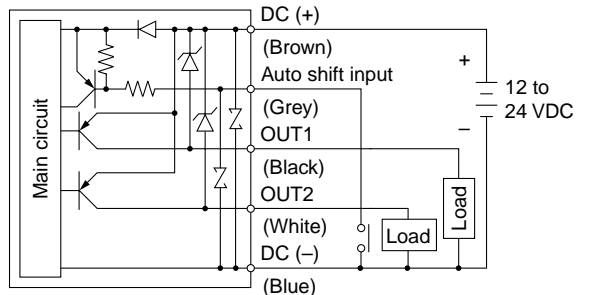 DC (+)
(Brown)
Auto shift input
(Grey)
OUT1
(Black)
OUT2
(White)
DC (–)
(Blue)
Main circuit
+
12 to
24 VDC
–
Load
Load